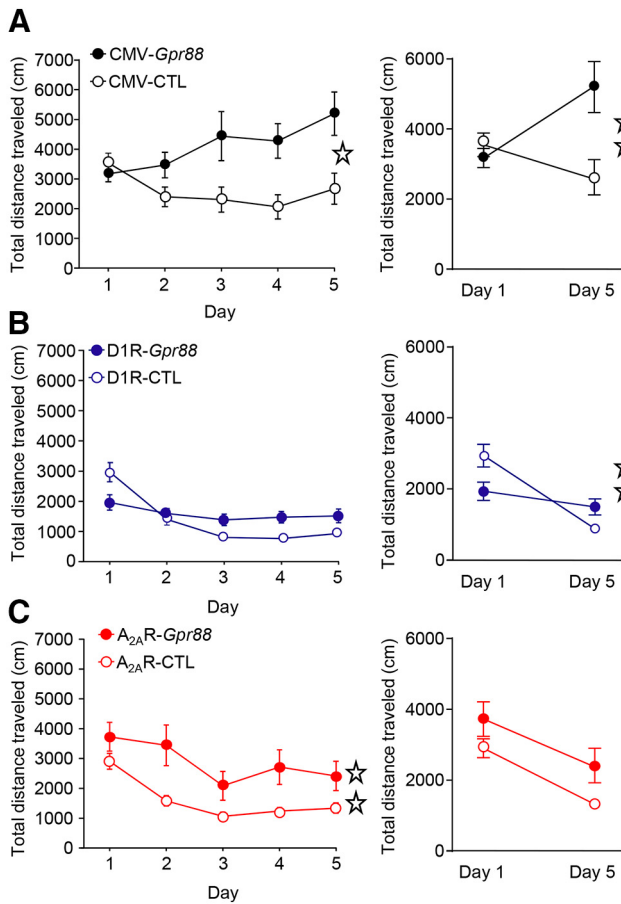 A
CMV-Gpr88
CMV-CTL
Total distance traveled (cm)
7000
6000
5000
4000
3000
2000
1000
0
1 2 3 4 5
Day
Total distance traveled (cm)
6000
4000
2000
0
Day 1 Day 5
B
D1R-Gpr88
D1R-CTL
Total distance traveled (cm)
7000
6000
5000
4000
3000
2000
1000
0
1 2 3 4 5
Day
Total distance traveled (cm)
6000
4000
2000
0
Day 1 Day 5
C
A2AR-Gpr88
A2AR-CTL
Total distance traveled (cm)
7000
6000
5000
4000
3000
2000
1000
0
1 2 3 4 5
Day
Total distance traveled (cm)
6000
4000
2000
0
Day 1 Day 5